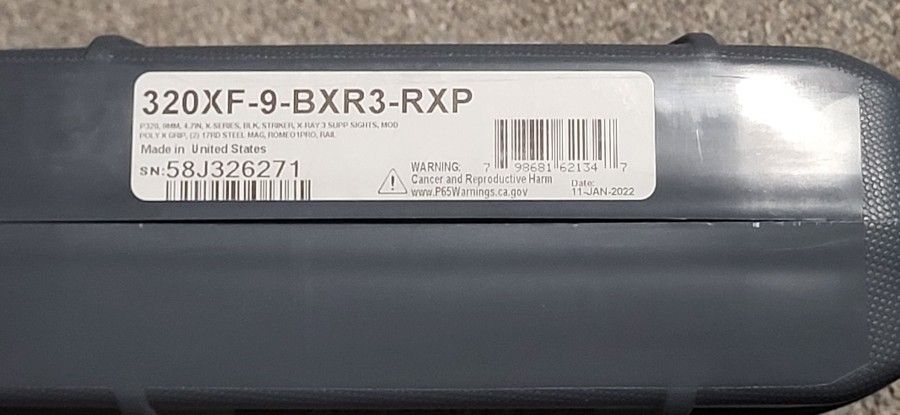 320XF-9-BXR3-RXP
P320, 9MM, 4.7IN, X-SERIES, BLK, STRIKER, X-RAY 3 SUPP SIGHTS, MOD
POLY X GRIP, (2) 17RD STEEL MAG, ROMEO1PRO, RAIL
Made in United States
SN:58J326271
WARNING:
Cancer and Reproductive Harm
www.P65Warnings.ca.gov
7 98681 62134 7
Date:
11-JAN-2022